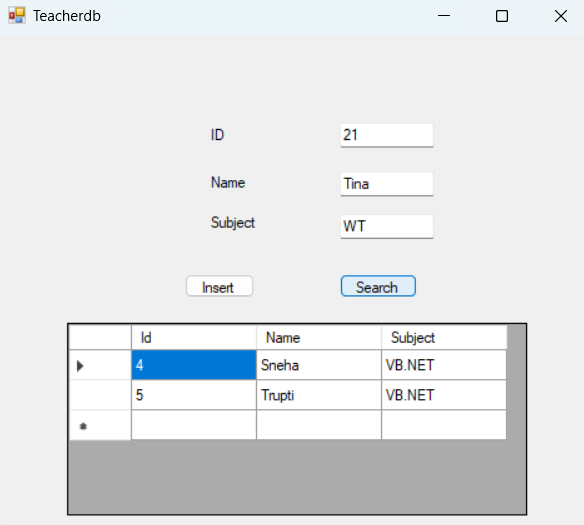 Teacherdb
ID 21
Name Tina
Subject WT
Insert Search
Id Name Subject
4 Sneha VB.NET
5 Trupti VB.NET